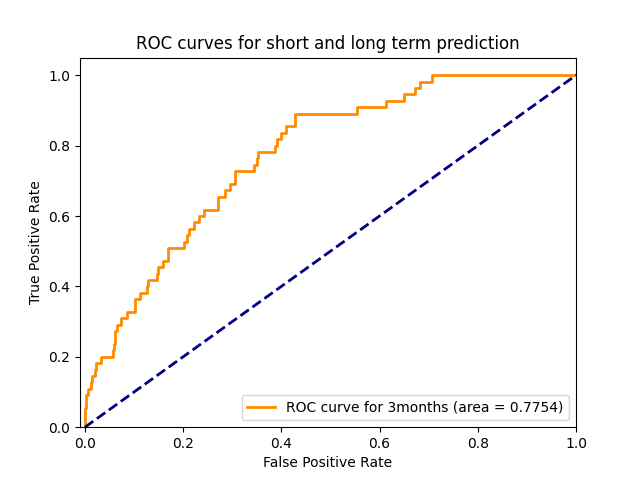 ROC curves for short and long term prediction
True Positive Rate
1.0
0.8
0.6
0.4
0.2
0.0
0.0 0.2 0.4 0.6 0.8 1.0
False Positive Rate
ROC curve for 3months (area = 0.7754)